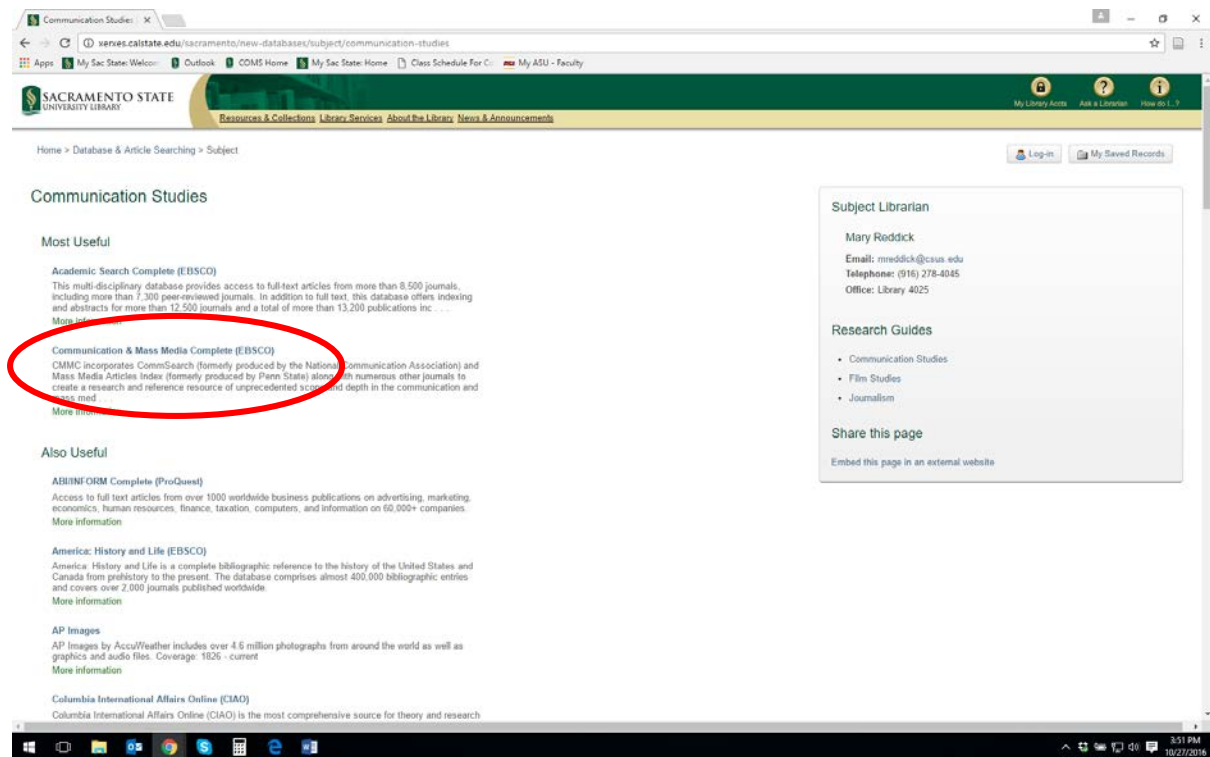 Communication Studies
xerxes.calstate.edu/sacramento/new-databases/subject/communication-studies
Apps My Sac State: Welcom Outlook COMS Home My Sac State: Home Class Schedule For Co My ASU - Faculty
SACRAMENTO STATE
UNIVERSITY LIBRARY
My Library Accts Ask a Librarian How do I...?
Resources & Collections Library Services About the Library News & Announcements
Home > Database & Article Searching > Subject
Log-in My Saved Records
Communication Studies
Most Useful
Academic Search Complete (EBSCO)
This multi-disciplinary database provides access to full-text articles from more than 8,500 journals,
including more than 7,300 peer-reviewed journals. In addition to full text, this database offers indexing
and abstracts for more than 12,500 journals and a total of more than 13,200 publications inc . . .
More information
Communication & Mass Media Complete (EBSCO)
CMMC incorporates CommSearch (formerly produced by the National Communication Association) and
Mass Media Articles Index (formerly produced by Penn State) along with numerous other journals to
create a research and reference resource of unprecedented scope and depth in the communication and
mass med . . .
More information
Also Useful
ABI/INFORM Complete (ProQuest)
Access to full text articles from over 1000 worldwide business publications on advertising, marketing,
economics, human resources, finance, taxation, computers, and information on 60,000+ companies.
More information
America: History and Life (EBSCO)
America: History and Life is a complete bibliographic reference to the history of the United States and
Canada from prehistory to the present. The database comprises almost 400,000 bibliographic entries
and covers over 2,000 journals published worldwide.
More information
AP Images
AP Images by AccuWeather includes over 4.6 million photographs from around the world as well as
graphics and audio files. Coverage: 1826 - current
More information
Columbia International Affairs Online (CIAO)
Columbia International Affairs Online (CIAO) is the most comprehensive source for theory and research
Subject Librarian
Mary Reddick
Email: mreddick@csus.edu
Telephone: (916) 278-4045
Office: Library 4025
Research Guides
Communication Studies
Film Studies
Journalism
Share this page
Embed this page in an external website
3:51 PM
10/27/2016